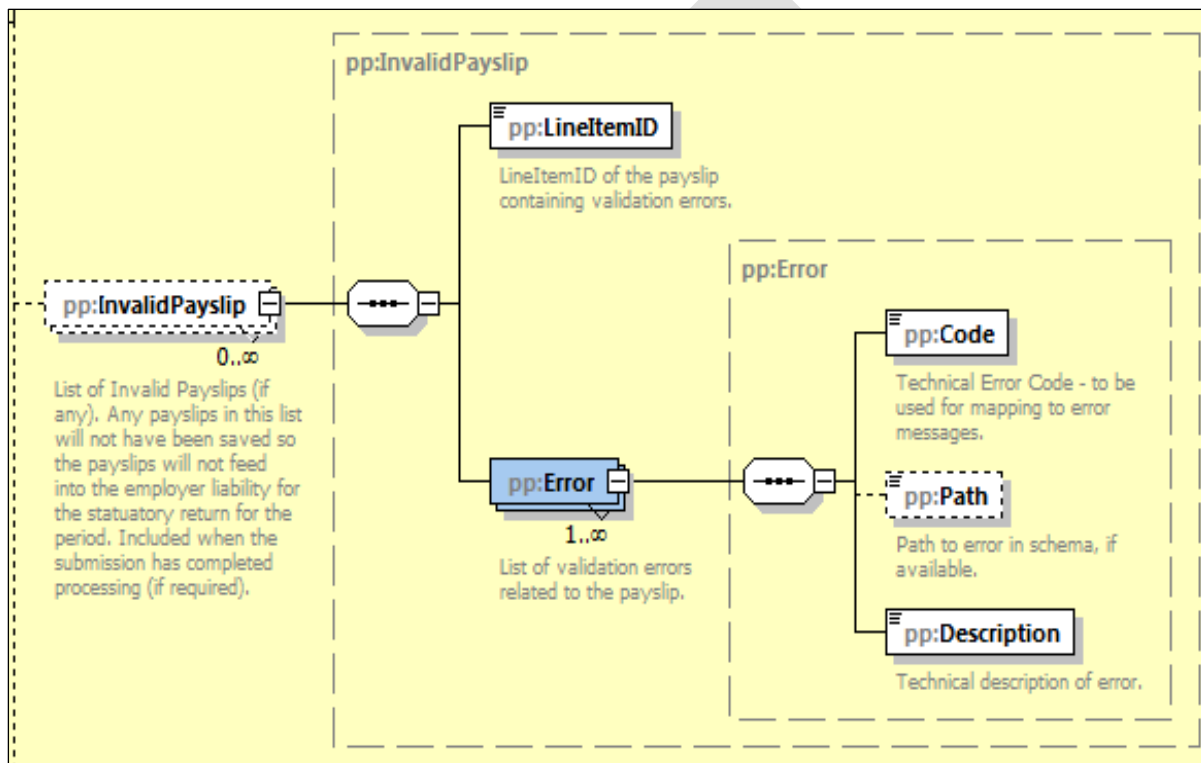 pp:InvalidPayslip
pp:LineItemID
LineItemID of the payslip
containing validation errors.
pp:InvalidPayslip
0..∞
List of Invalid Payslips (if
any). Any payslips in this list
will not have been saved so
the payslips will not feed
into the employer liability for
the statuatory return for the
period. Included when the
submission has completed
processing (if required).
pp:Error
1..∞
List of validation errors
related to the payslip.
pp:Error
pp:Code
Technical Error Code - to be
used for mapping to error
messages.
pp:Path
Path to error in schema, if
available.
pp:Description
Technical description of error.